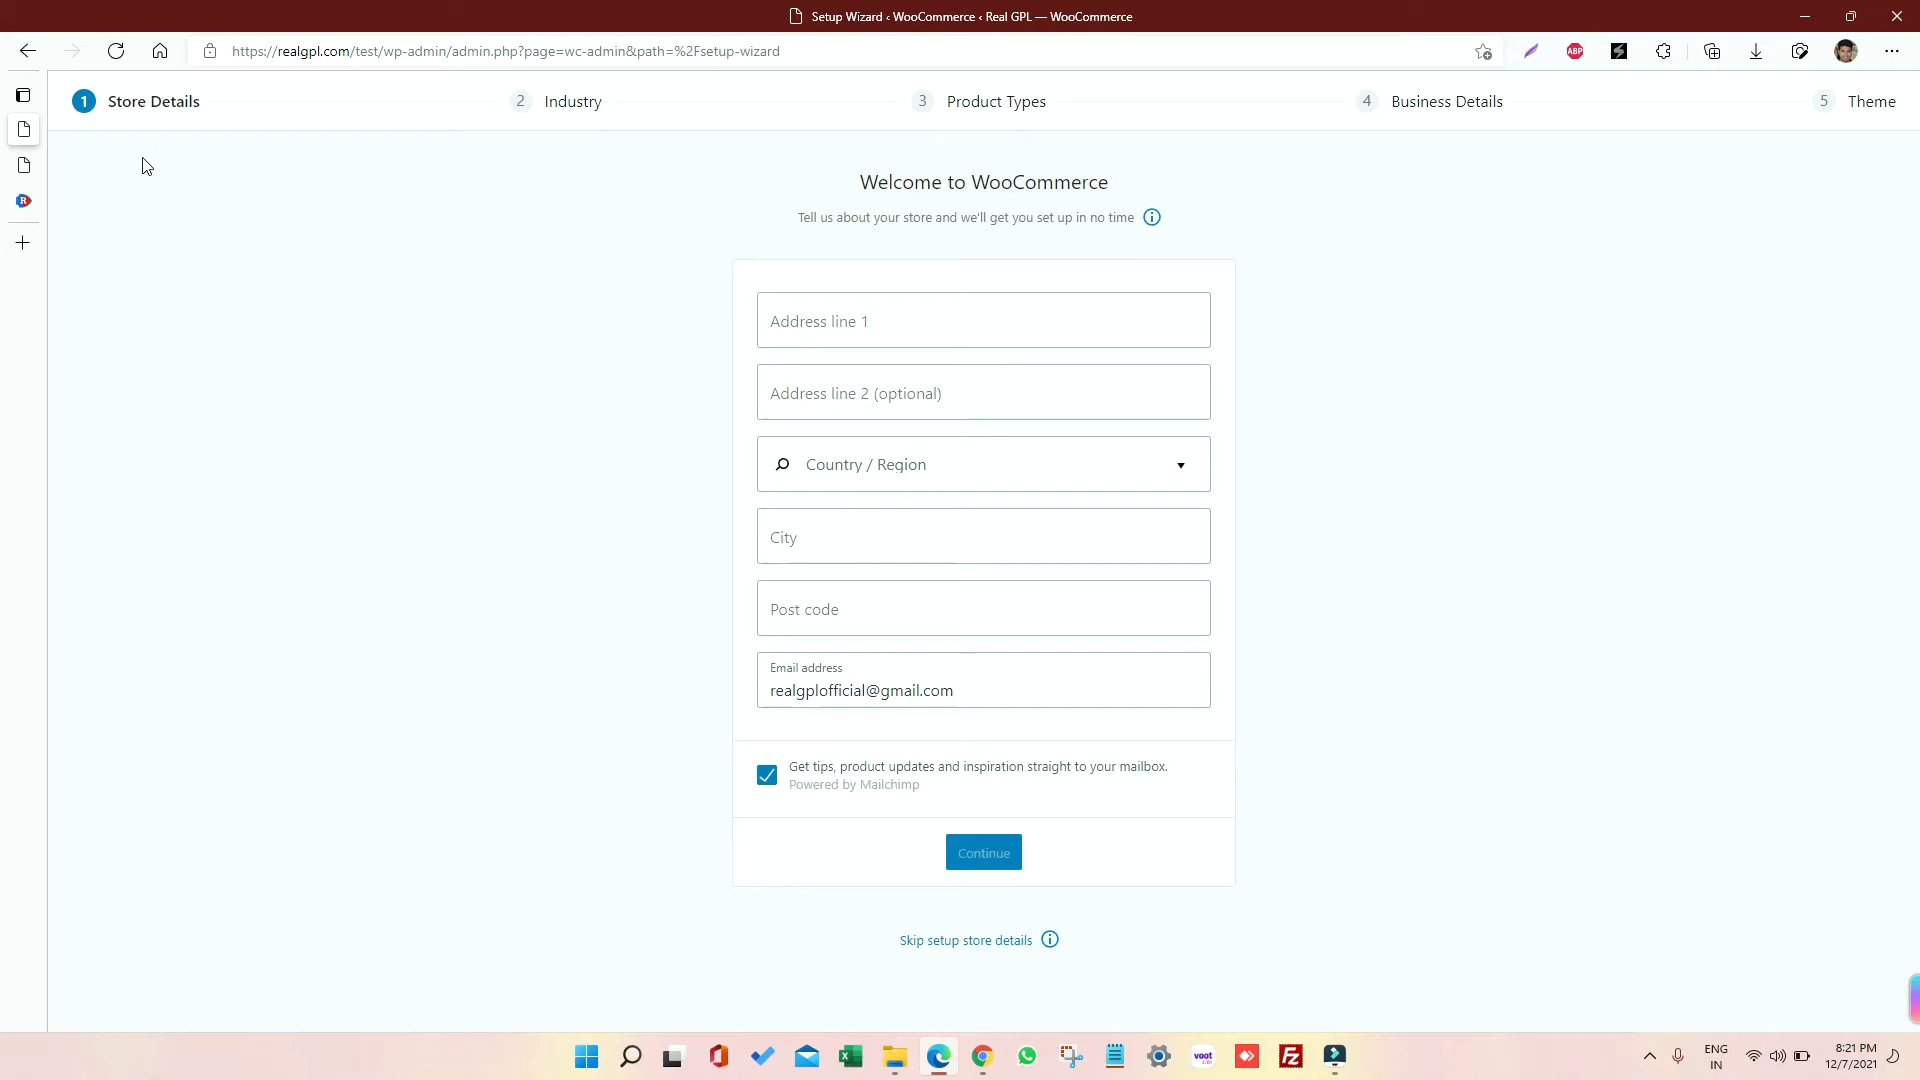 Setup Wizard ‹ WooCommerce ‹ Real GPL — WooCommerce
https://realgpl.com/test/wp-admin/admin.php?page=wc-admin&path=%2Fsetup-wizard
ABP
R
1 Store Details
2 Industry
3 Product Types
4 Business Details
5 Theme
Welcome to WooCommerce
Tell us about your store and we'll get you set up in no time
Address line 1
Address line 2 (optional)
Country / Region
City
Post code
Email address
realgplofficial@gmail.com
Get tips, product updates and inspiration straight to your mailbox.
Powered by Mailchimp
Continue
Skip setup store details
voot
ENG
IN
8:21 PM
12/7/2021